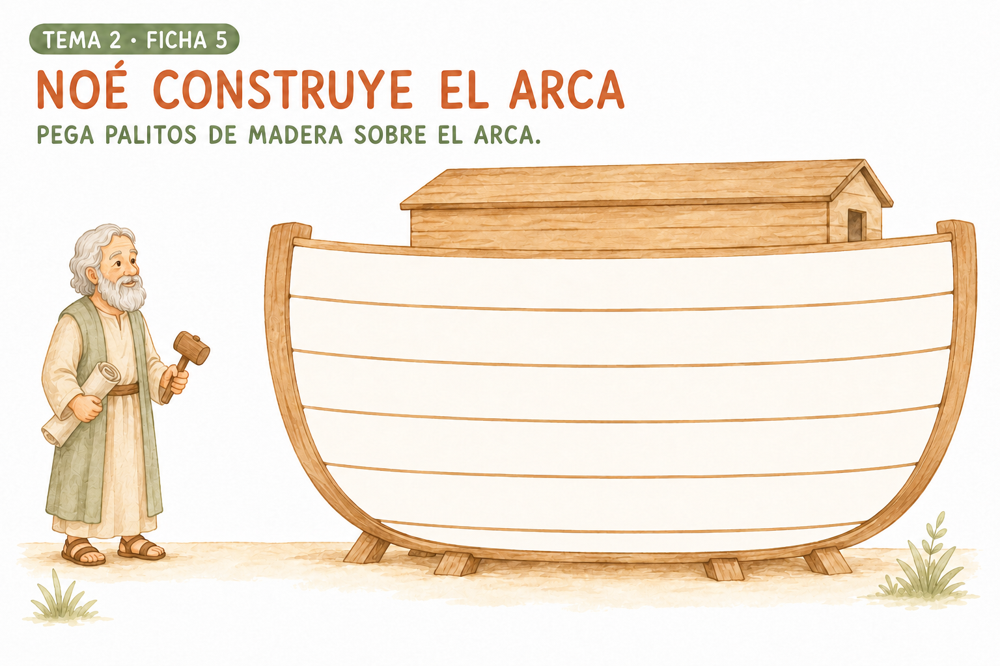 TEMA 2 • FICHA 5
NOÉ CONSTRUYE EL ARCA
PEGA PALITOS DE MADERA SOBRE EL ARCA.